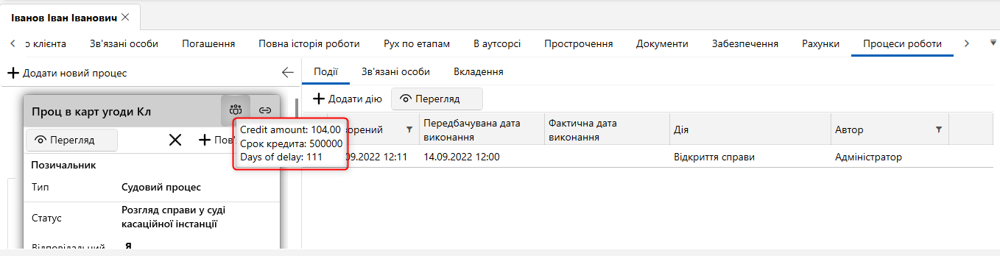 Іванов Іван Іванович
о клієнта
Зв'язані особи
Погашення
Повна історія роботи
Рух по етапам
В аутсорсі
Прострочення
Документи
Забезпечення
Рахунки
Процеси роботи
Додати новий процес
Події
Зв'язані особи
Вкладення
Додати дію
Перегляд
Проц в карт угоди Кл
Перегляд
Пов'
Credit amount: 104,00
Срок кредита: 500000
Days of delay: 111
Позичальник
Тип
Судовий процес
Статус
Розгляд справи у суді
касаційної інстанції
Відповідальний
Я
орений
Передбачувана дата
виконання
Фактична дата
виконання
Дія
Автор
09.2022 12:11
14.09.2022 12:00
Відкриття справи
Адміністратор